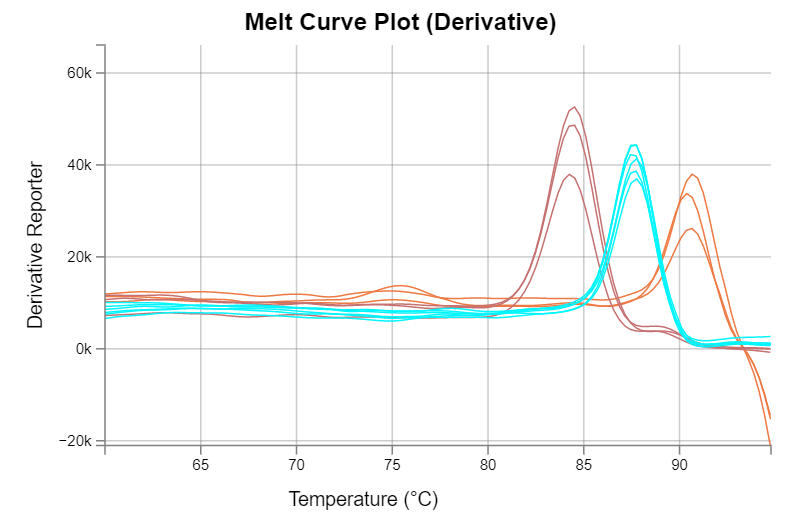 Melt Curve Plot (Derivative)
60k
40k
20k
0k
−20k
Derivative Reporter
65
70
75
80
85
90
Temperature (°C)